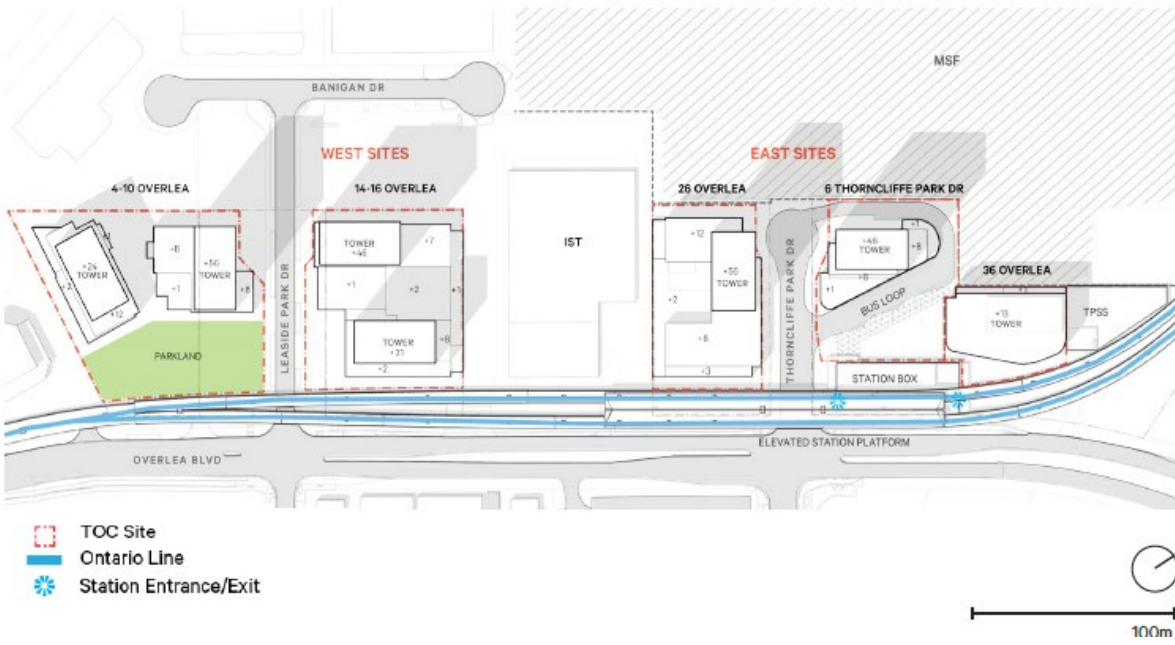 MSF
BANIGAN DR
WEST SITES
EAST SITES
4-10 OVERLEA
14-16 OVERLEA
26 OVERLEA
6 THORNCLIFFE PARK DR
36 OVERLEA
IST
+24
TOWER
+2
+12
+6
+1
+56
TOWER
+8
PARKLAND
LEASIDE PARK DR
TOWER
+46
+7
+1
+2
+1
TOWER
+31
+8
+2
+12
+56
TOWER
+2
+6
+3
THORNCLIFFE PARK DR
+46
TOWER
+1
+8
+1
BUS LOOP
+13
TOWER
TPSS
STATION BOX
ELEVATED STATION PLATFORM
OVERLEA BLVD
TOC Site
Ontario Line
Station Entrance/Exit
100m